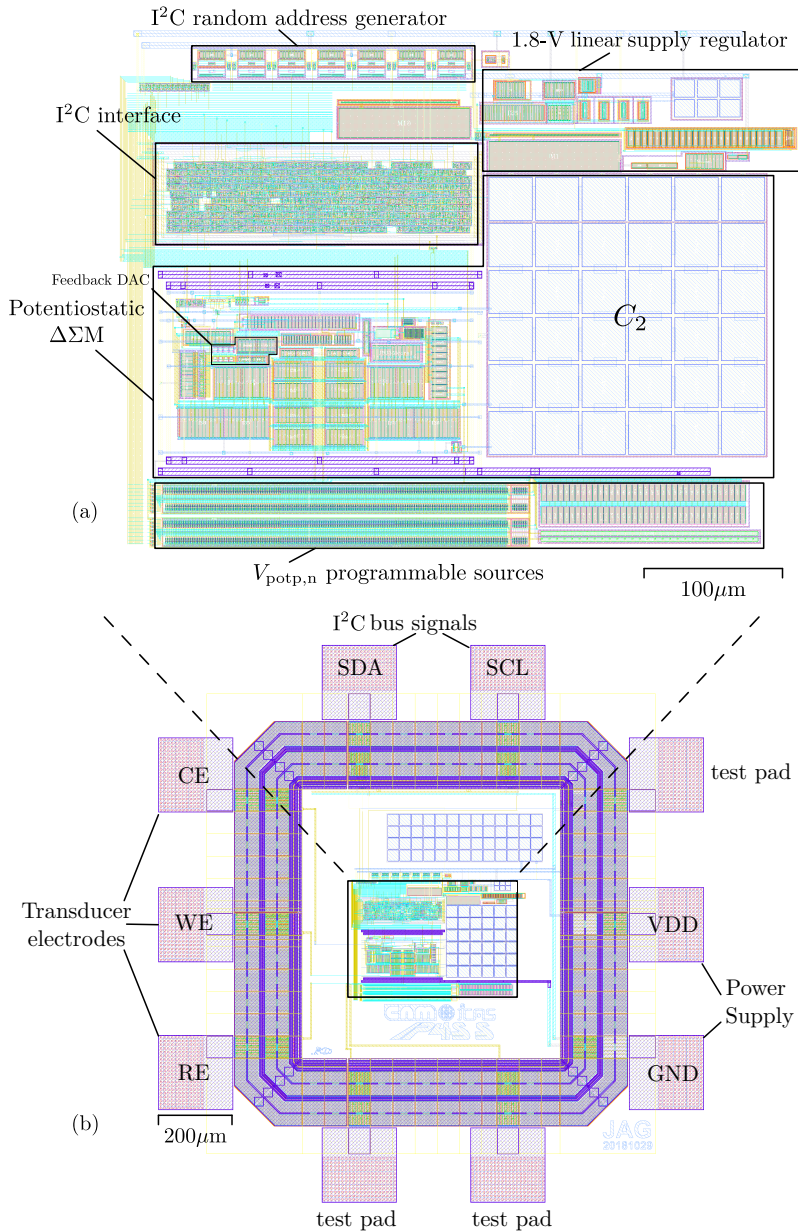 I²C random address generator
1.8-V linear supply regulator
I²C interface
Feedback DAC
Potentiostatic
ΔΣM
C₂
(a)
V_potp,n programmable sources
100μm
I²C bus signals
SDA
SCL
CE
test pad
Transducer
electrodes
WE
VDD
Power
Supply
RE
GND
(b)
200μm
JAG
20181029
test pad
test pad